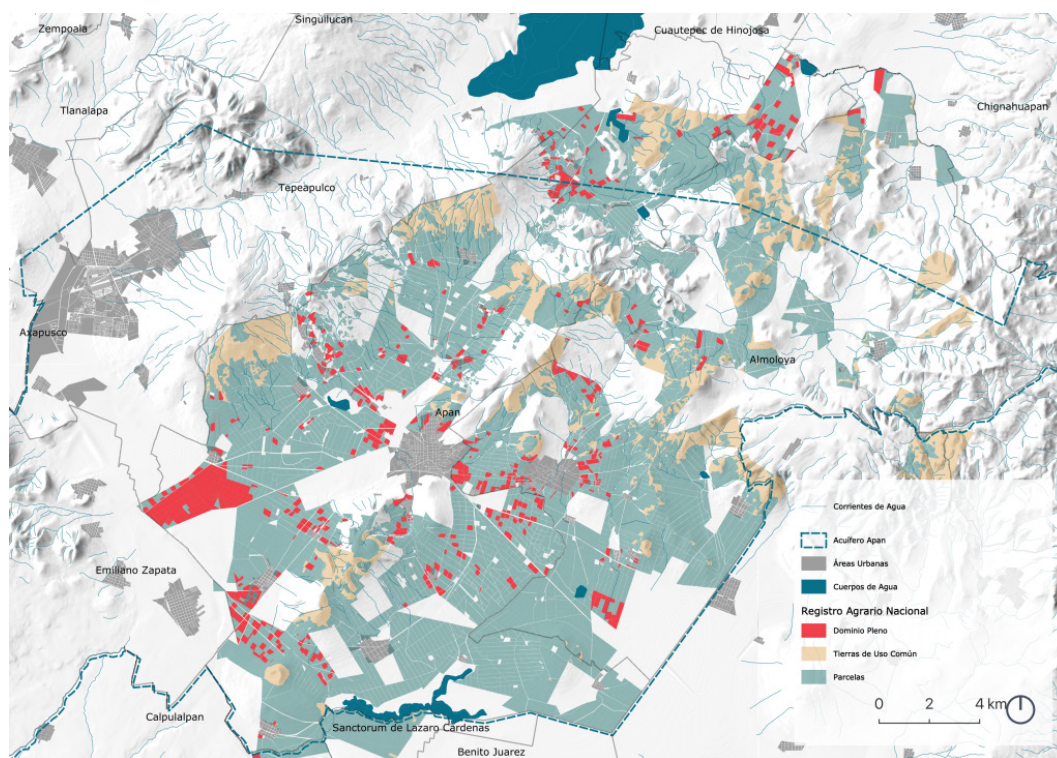 Singuilucan
Zempoala
Cuautepec de Hinojosa
Tlanalapa
Chignahuapan
Tepeapulco
Axapusco
Almoloya
Apan
Emiliano Zapata
Calpulalpan
Sanctorum de Lazaro Cardenas
Benito Juarez
Corrientes de Agua
Acuífero Apan
Áreas Urbanas
Cuerpos de Agua
Registro Agrario Nacional
Dominio Pleno
Tierras de Uso Común
Parcelas
0 2 4 km